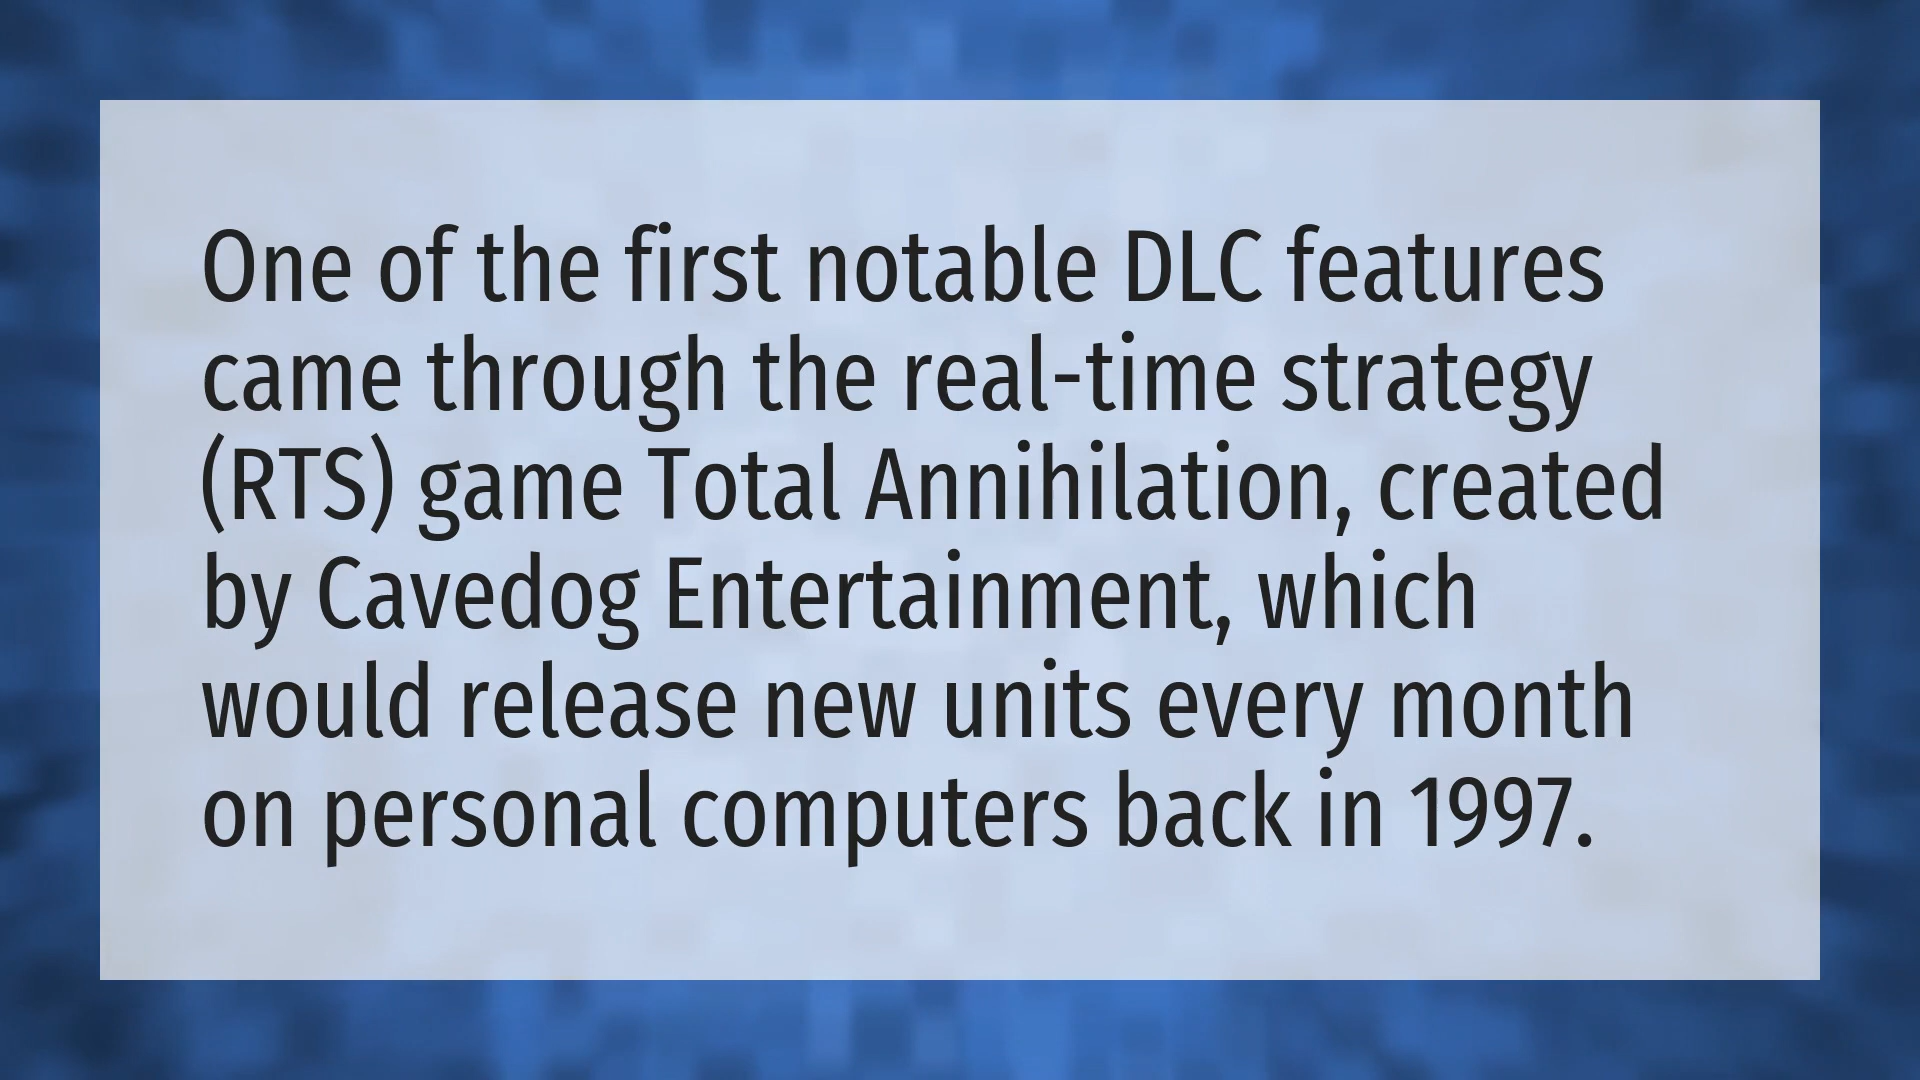 One of the first notable DLC features
came through the real-time strategy
(RTS) game Total Annihilation, created
by Cavedog Entertainment, which
would release new units every month
on personal computers back in 1997.